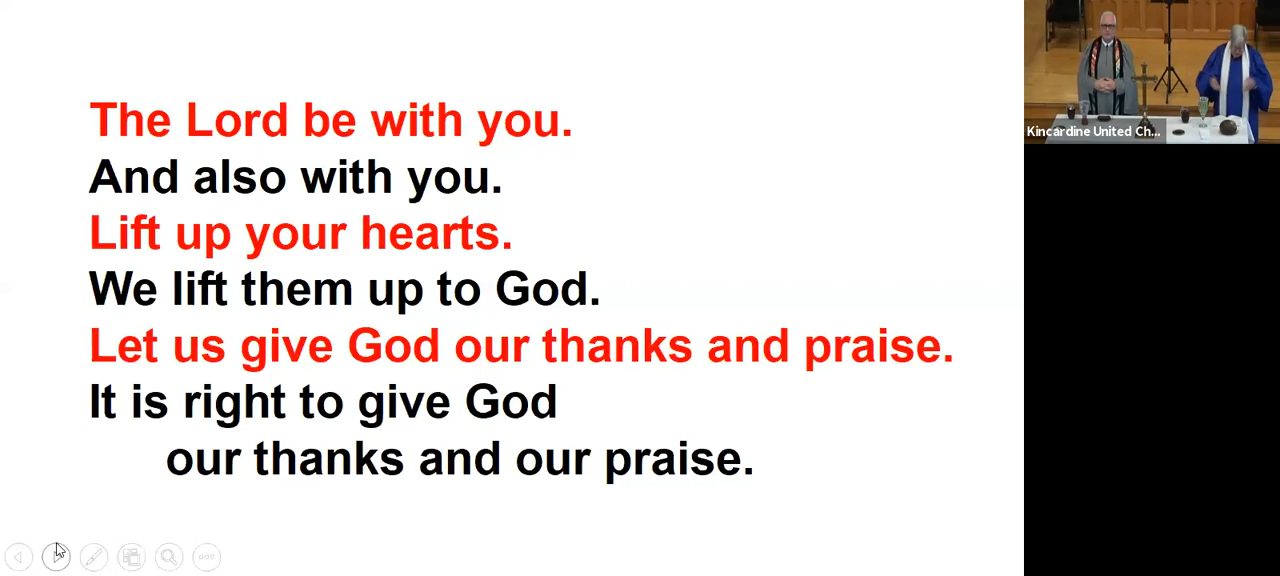 The Lord be with you.
And also with you.
Lift up your hearts.
We lift them up to God.
Let us give God our thanks and praise.
It is right to give God
our thanks and our praise.
Kincardine United Ch...